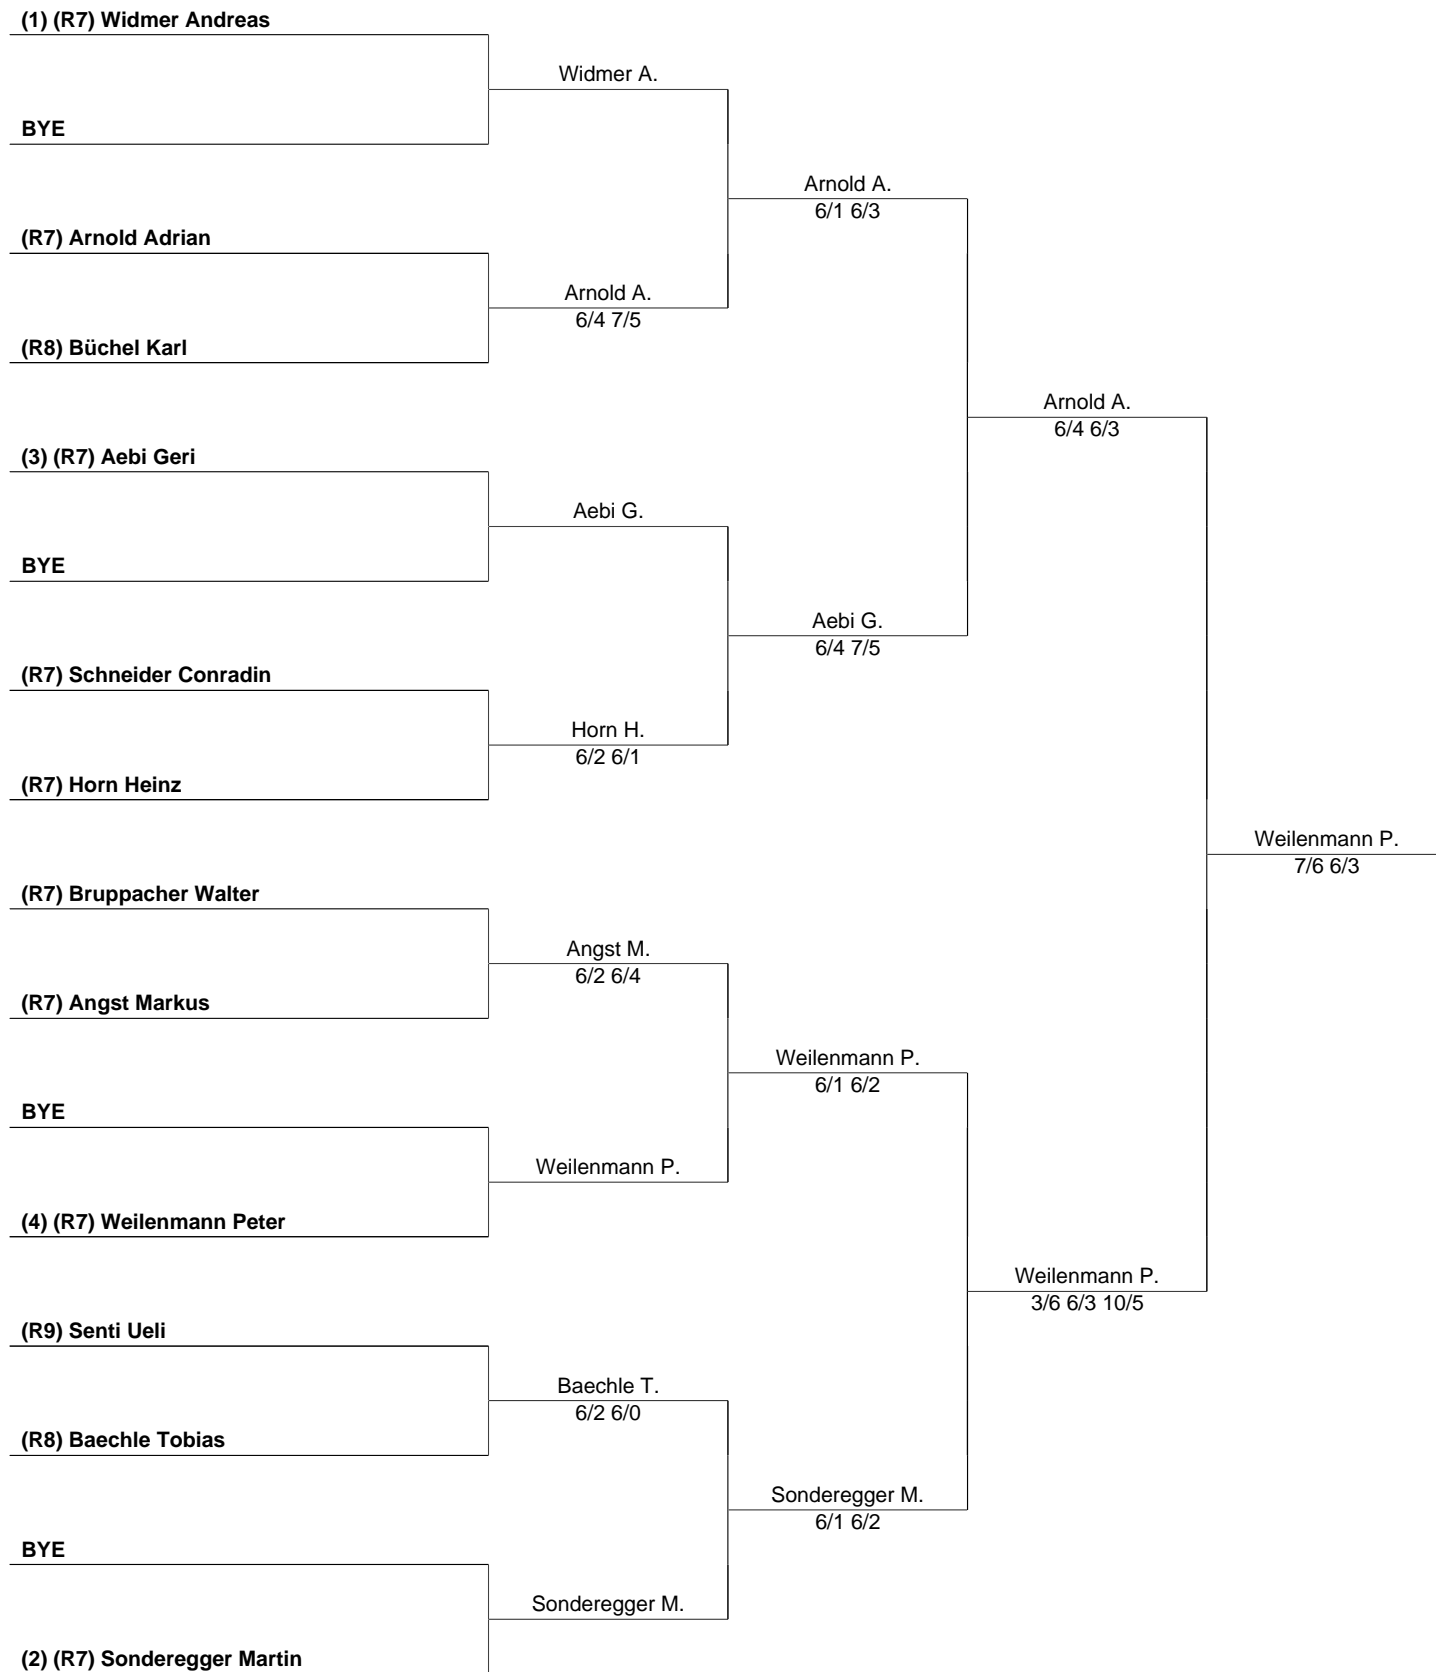 (1) (R7) Widmer Andreas
Widmer A.
BYE
Arnold A.
6/1 6/3
(R7) Arnold Adrian
Arnold A.
6/4 7/5
(R8) Büchel Karl
Arnold A.
6/4 6/3
(3) (R7) Aebi Geri
Aebi G.
BYE
Aebi G.
6/4 7/5
(R7) Schneider Conradin
Horn H.
6/2 6/1
(R7) Horn Heinz
Weilenmann P.
7/6 6/3
(R7) Bruppacher Walter
Angst M.
6/2 6/4
(R7) Angst Markus
Weilenmann P.
6/1 6/2
BYE
Weilenmann P.
(4) (R7) Weilenmann Peter
Weilenmann P.
3/6 6/3 10/5
(R9) Senti Ueli
Baechle T.
6/2 6/0
(R8) Baechle Tobias
Sonderegger M.
6/1 6/2
BYE
Sonderegger M.
(2) (R7) Sonderegger Martin